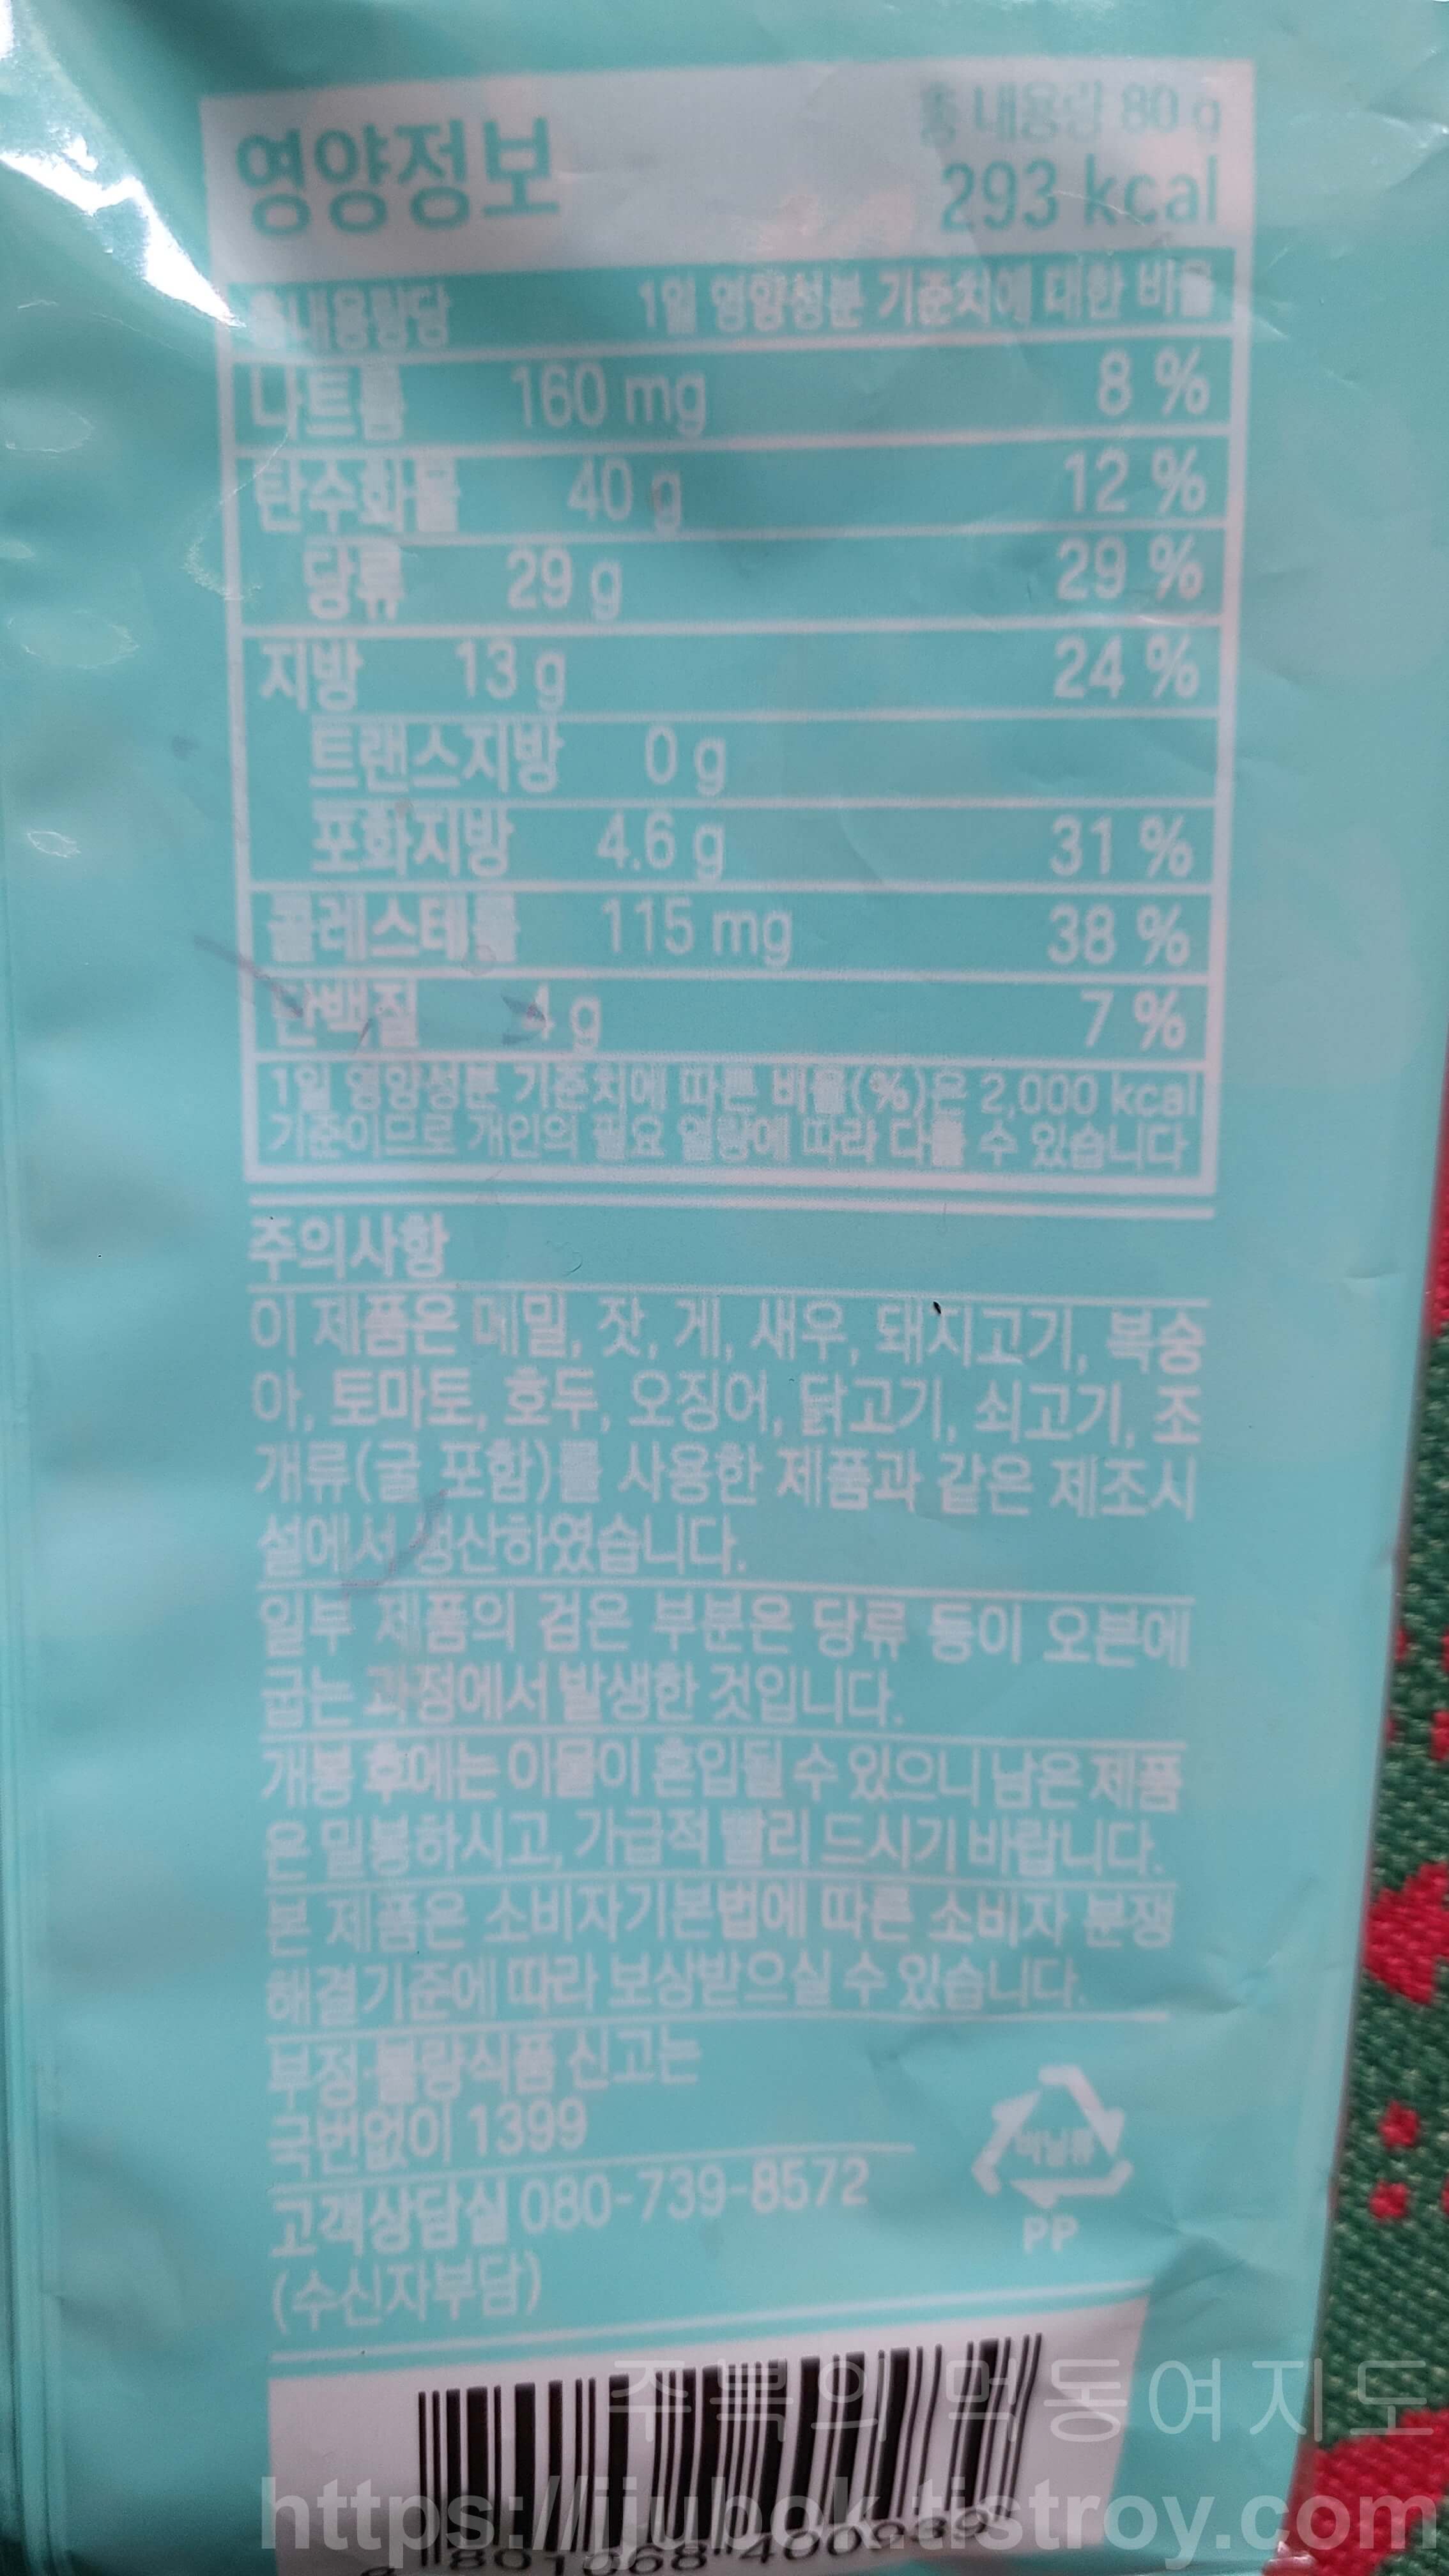 영양정보
총 내용량 80 g
293 kcal
총 내용량당 1일 영양성분 기준치에 대한 비율
나트륨 160 mg 8 %
탄수화물 40 g 12 %
당류 29 g 29 %
지방 13 g 24 %
트랜스지방 0 g
포화지방 4.6 g 31 %
콜레스테롤 115 mg 38 %
단백질 4 g 7 %
1일 영양성분 기준치에 따른 비율(%)은 2,000 kcal
기준이므로 개인의 필요 열량에 따라 다를 수 있습니다
주의사항
이 제품은 메밀, 잣, 게, 새우, 돼지고기, 복숭
아, 토마토, 호두, 오징어, 닭고기, 쇠고기, 조
개류(굴 포함)를 사용한 제품과 같은 제조시
설에서 생산하였습니다.
일부 제품의 검은 부분은 당류 등이 오븐에
굽는 과정에서 발생한 것입니다.
개봉 후에는 이물이 혼입될 수 있으니 남은 제품
은 밀봉하시고, 가급적 빨리 드시기 바랍니다.
본 제품은 소비자기본법에 따른 소비자 분쟁
해결기준에 따라 보상받으실 수 있습니다.
부정·불량식품 신고는
국번없이 1399
고객상담실 080-739-8572
(수신자부담)
비닐류
PP
주복의 먹동여지도
https://jjubok.tistroy.com